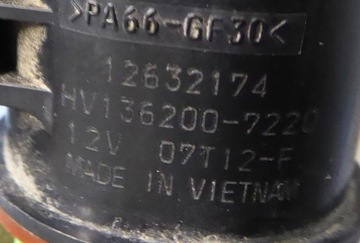 >PA66-GF30<
12632174
HV136200-7220
12V 07T12-F
MADE IN VIETNAM